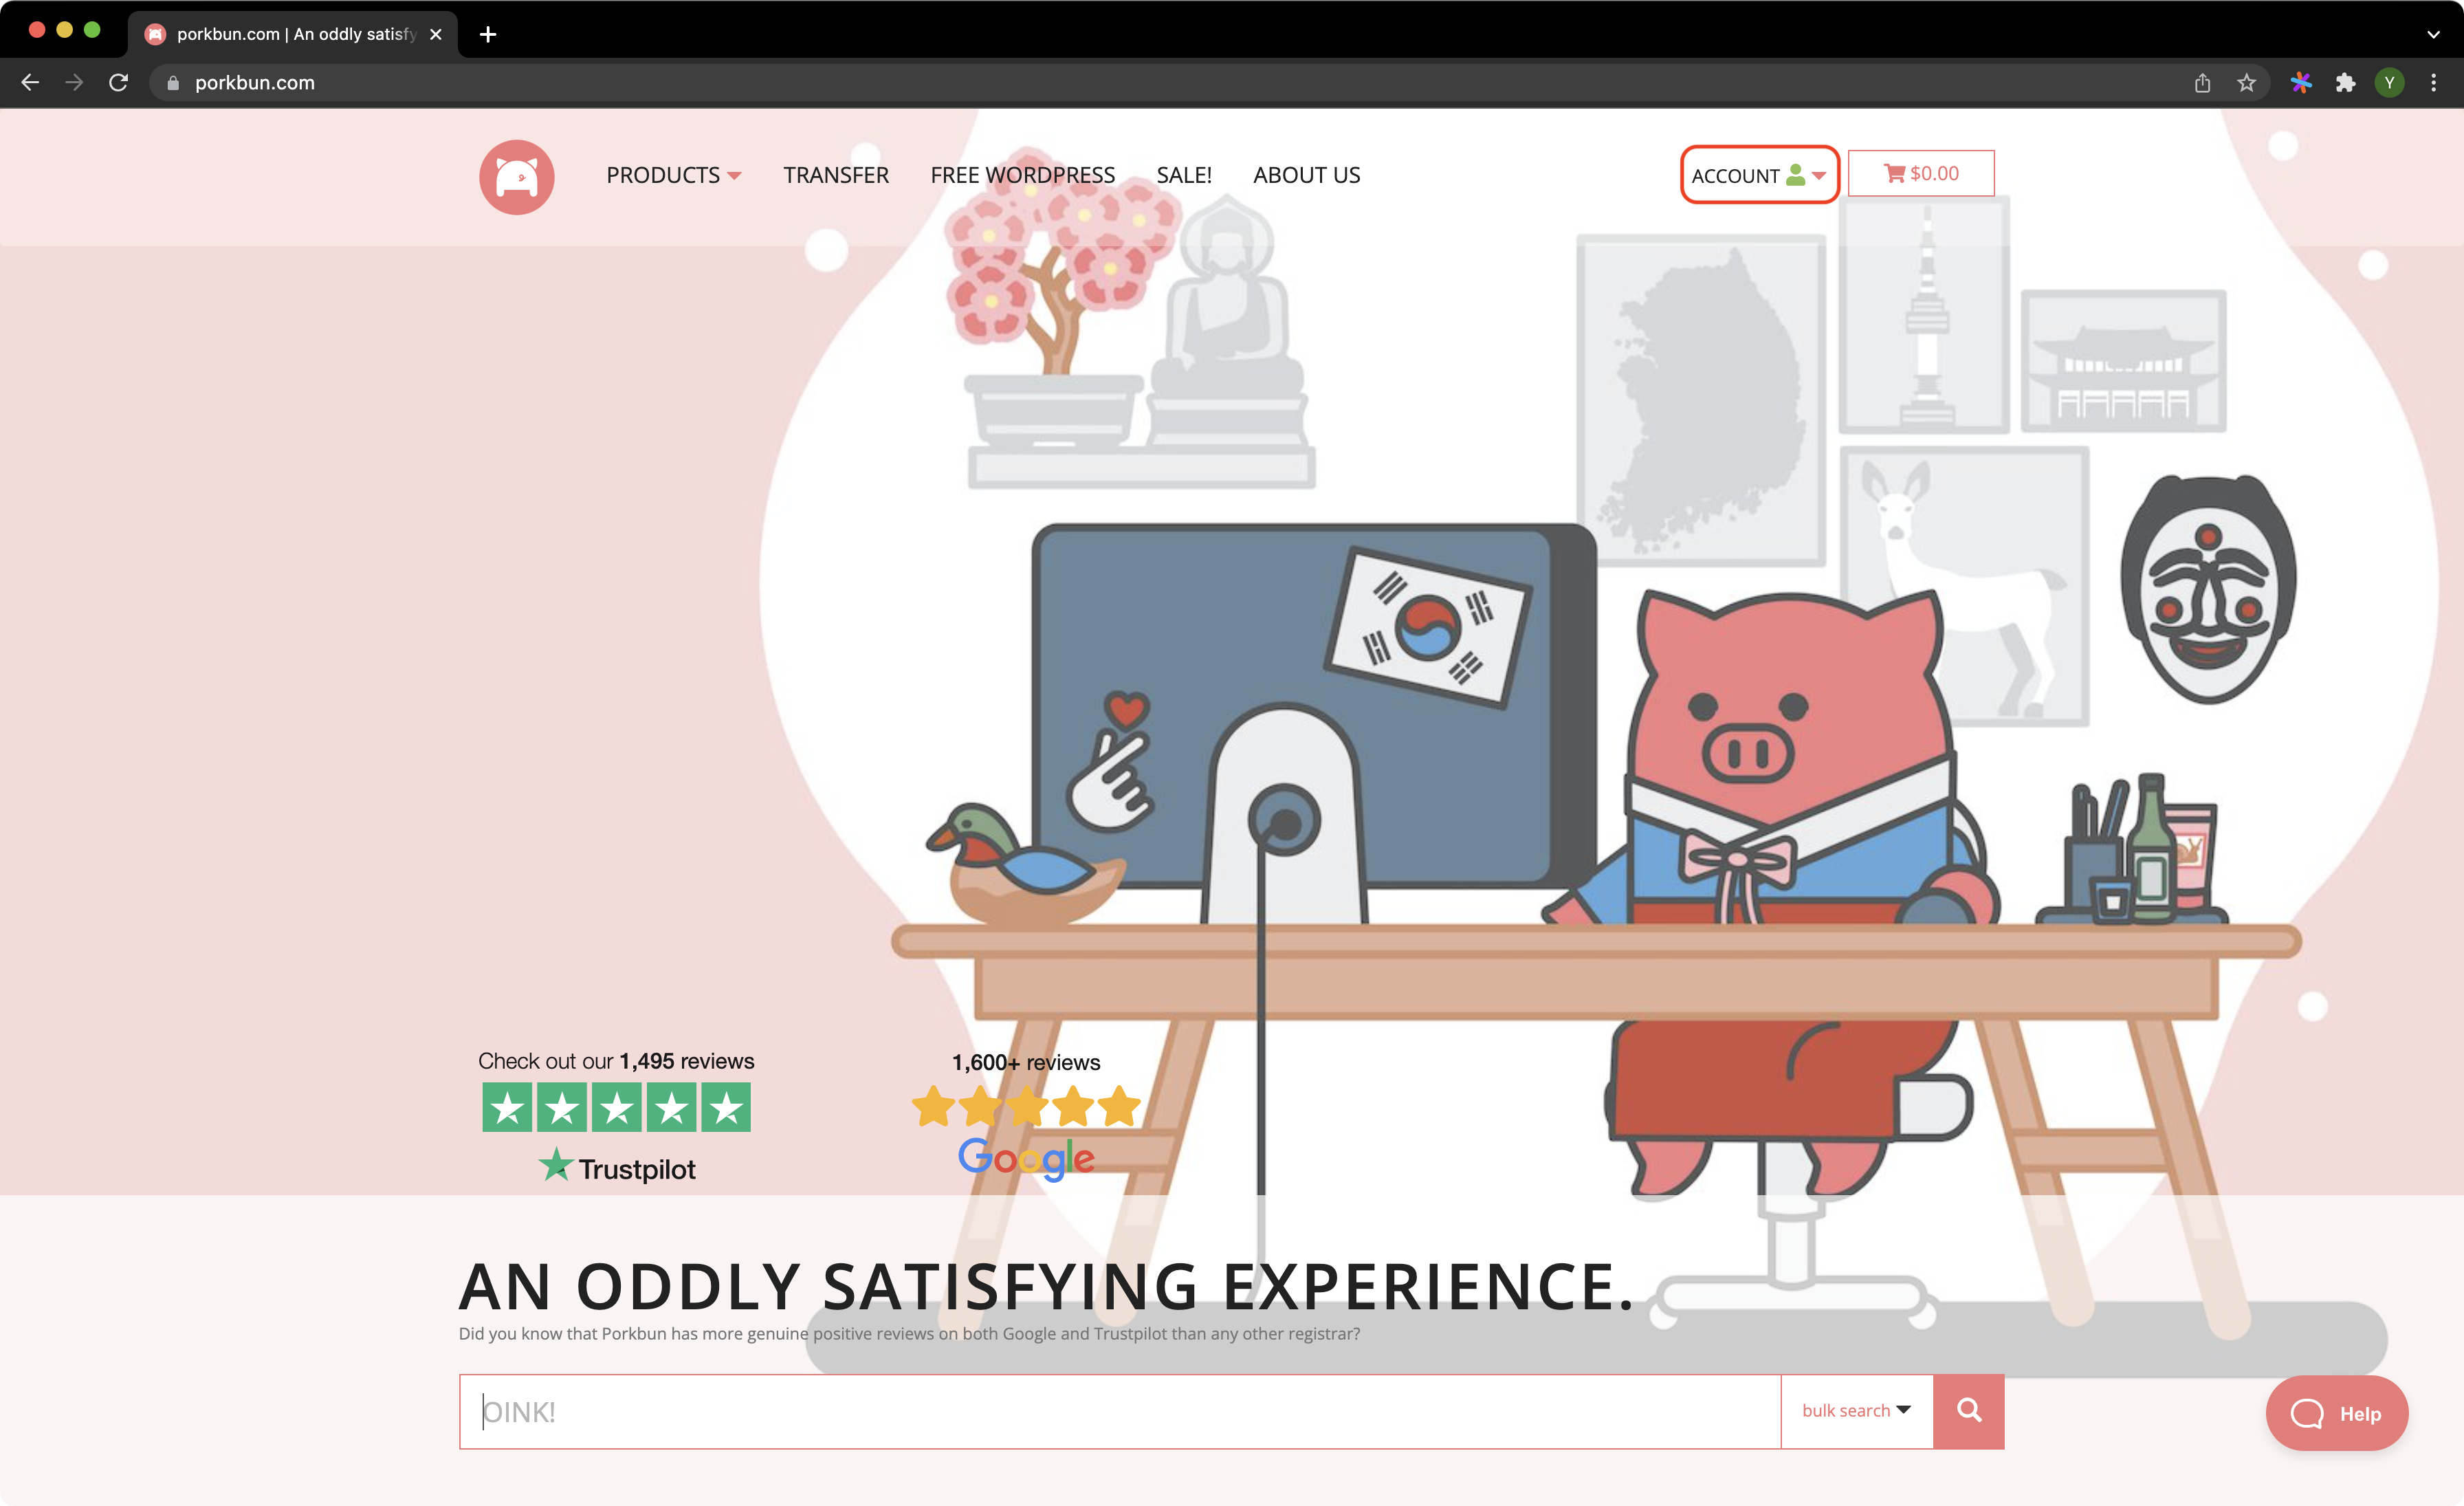 porkbun.com | An oddly satisfy
porkbun.com
Y
PRODUCTS TRANSFER FREE WORDPRESS SALE! ABOUT US ACCOUNT $0.00
Check out our 1,495 reviews
Trustpilot
1,600+ reviews
Google
AN ODDLY SATISFYING EXPERIENCE.
Did you know that Porkbun has more genuine positive reviews on both Google and Trustpilot than any other registrar?
OINK! bulk search
Help